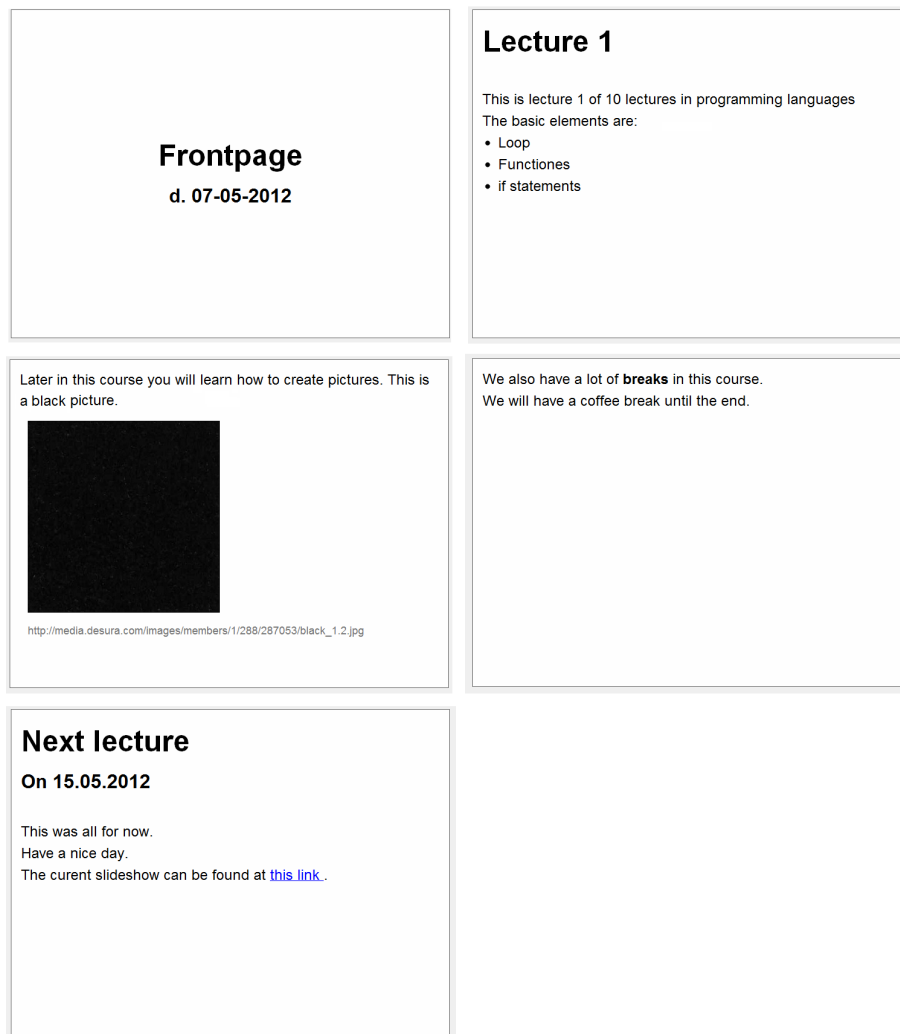 Frontpage
d. 07-05-2012
Lecture 1
This is lecture 1 of 10 lectures in programming languages
The basic elements are:
• Loop
• Functiones
• if statements
Later in this course you will learn how to create pictures. This is
a black picture.
http://media.desura.com/images/members/1/288/287053/black_1.2.jpg
We also have a lot of breaks in this course.
We will have a coffee break until the end.
Next lecture
On 15.05.2012
This was all for now.
Have a nice day.
The curent slideshow can be found at this link .